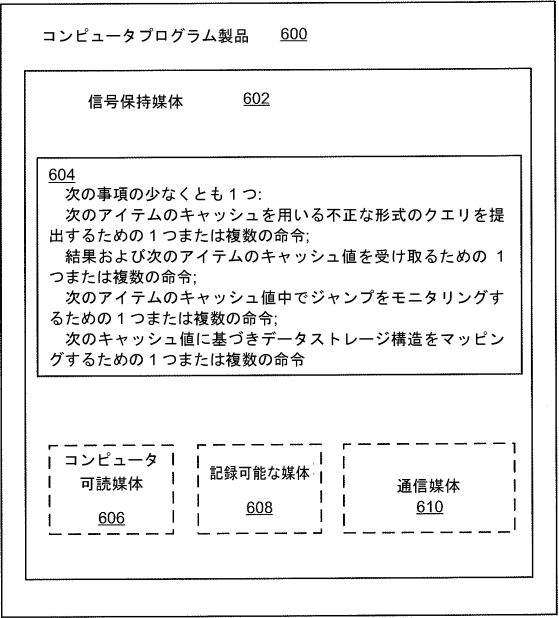 コンピュータプログラム製品 600
信号保持媒体 602
604
次の事項の少なくとも1つ:
次のアイテムのキャッシュを用いる不正な形式のクエリを提
出するための1つまたは複数の命令;
結果および次のアイテムのキャッシュ値を受け取るための 1
つまたは複数の命令;
次のアイテムのキャッシュ値中でジャンプをモニタリングす
るための1つまたは複数の命令;
次のキャッシュ値に基づきデータストレージ構造をマッピン
グするための1つまたは複数の命令
コンピュータ
可読媒体
606
記録可能な媒体
608
通信媒体
610